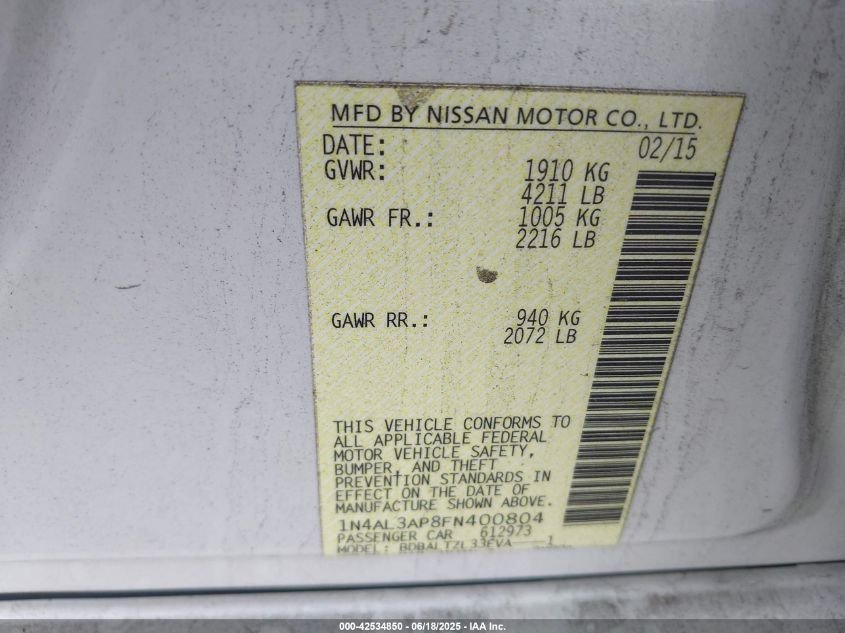 MFD BY NISSAN MOTOR CO., LTD.
DATE: 02/15
GVWR: 1910 KG
4211 LB
GAWR FR.: 1005 KG
2216 LB
GAWR RR.: 940 KG
2072 LB
THIS VEHICLE CONFORMS TO
ALL APPLICABLE FEDERAL
MOTOR VEHICLE SAFETY,
BUMPER, AND THEFT
PREVENTION STANDARDS IN
EFFECT ON THE DATE OF
MANUFACTURE SHOWN ABOVE.
1N4AL3AP8FN400804
PASSENGER CAR 612973
MODEL: BDBALTZL33EVA 1
000-42534850 / 06/18/2025 - IAA Inc.